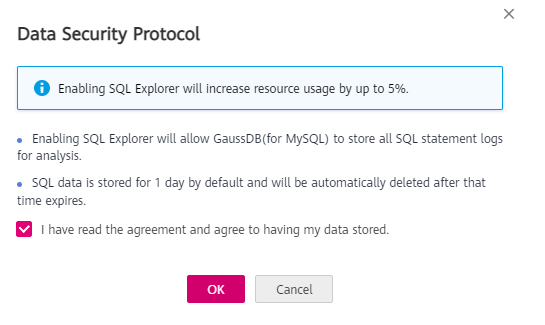 Data Security Protocol
Enabling SQL Explorer will increase resource usage by up to 5%.
Enabling SQL Explorer will allow GaussDB(for MySQL) to store all SQL statement logs
for analysis.
SQL data is stored for 1 day by default and will be automatically deleted after that
time expires.
I have read the agreement and agree to having my data stored.
OK
Cancel